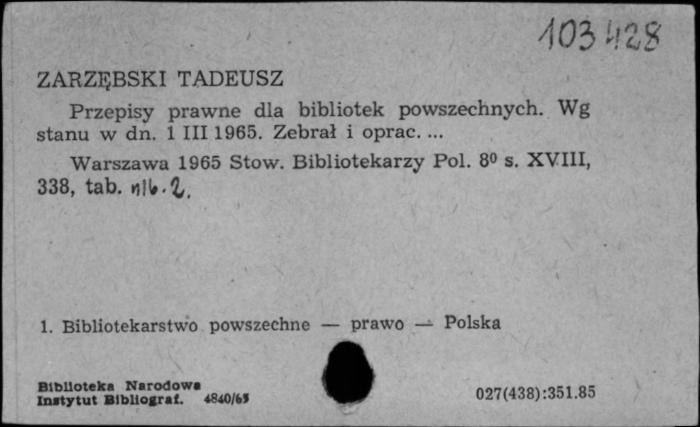 103428
ZARZĘBSKI TADEUSZ
Przepisy prawne dla bibliotek powszechnych. Wg
stanu w dn. 1 III 1965. Zebrał i oprac. ...
Warszawa 1965 Stow. Bibliotekarzy Pol. 8⁰ s. XVIII,
338, tab. nlb. 2.
1. Bibliotekarstwo powszechne — prawo — Polska
Biblioteka Narodowa
Instytut Bibliograf. 4840/65
027(438):351.85